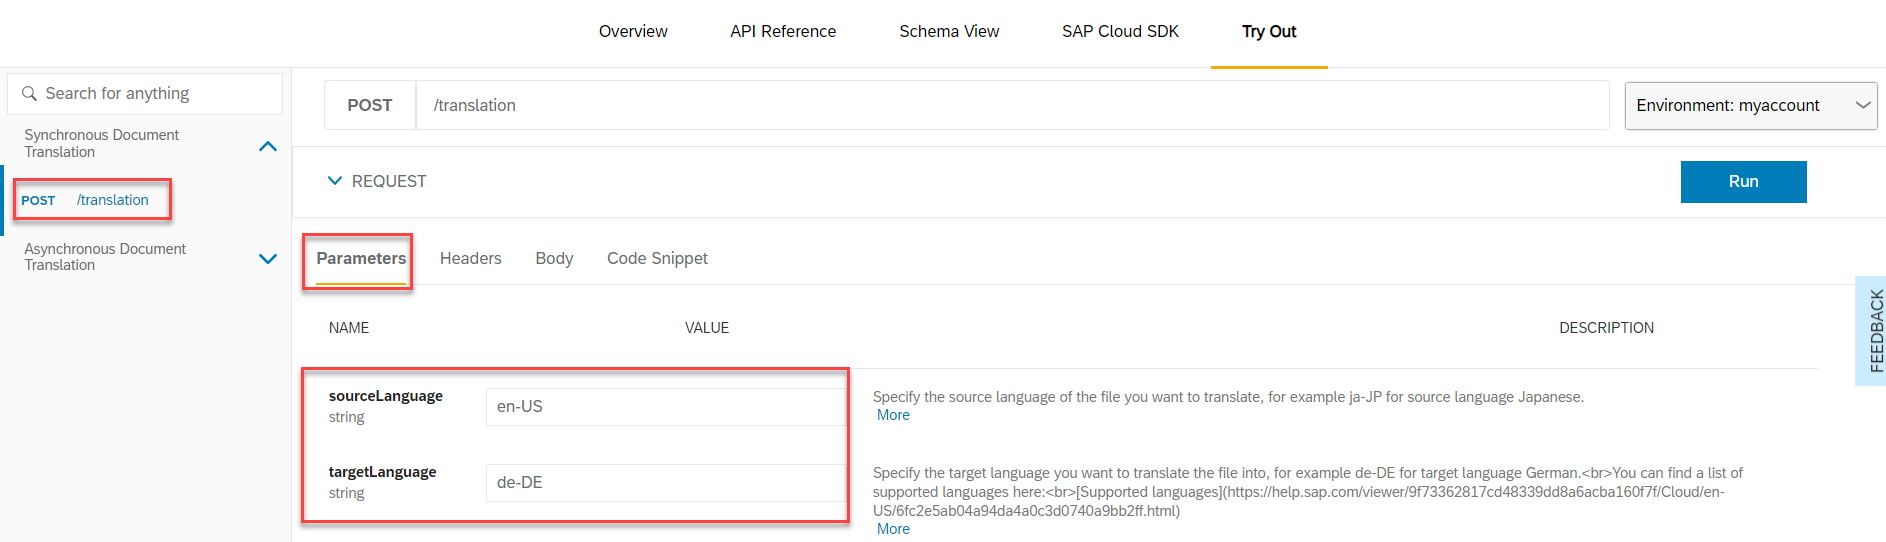 Overview
API Reference
Schema View
SAP Cloud SDK
Try Out
Search for anything
Synchronous Document
Translation
POST /translation
Asynchronous Document
Translation
POST /translation
Environment: myaccount
REQUEST
Run
Parameters
Headers
Body
Code Snippet
NAME
VALUE
DESCRIPTION
sourceLanguage
string
en-US
Specify the source language of the file you want to translate, for example ja-JP for source language Japanese.
More
targetLanguage
string
de-DE
Specify the target language you want to translate the file into, for example de-DE for target language German.<br>You can find a list of
supported languages here:<br>[Supported languages](https://help.sap.com/viewer/9f73362817cd48339dd8a6acba160f7f/Cloud/en-
US/6fc2e5ab04a94da4a0c3d0740a9bb2ff.html)
More
FEEDBACK